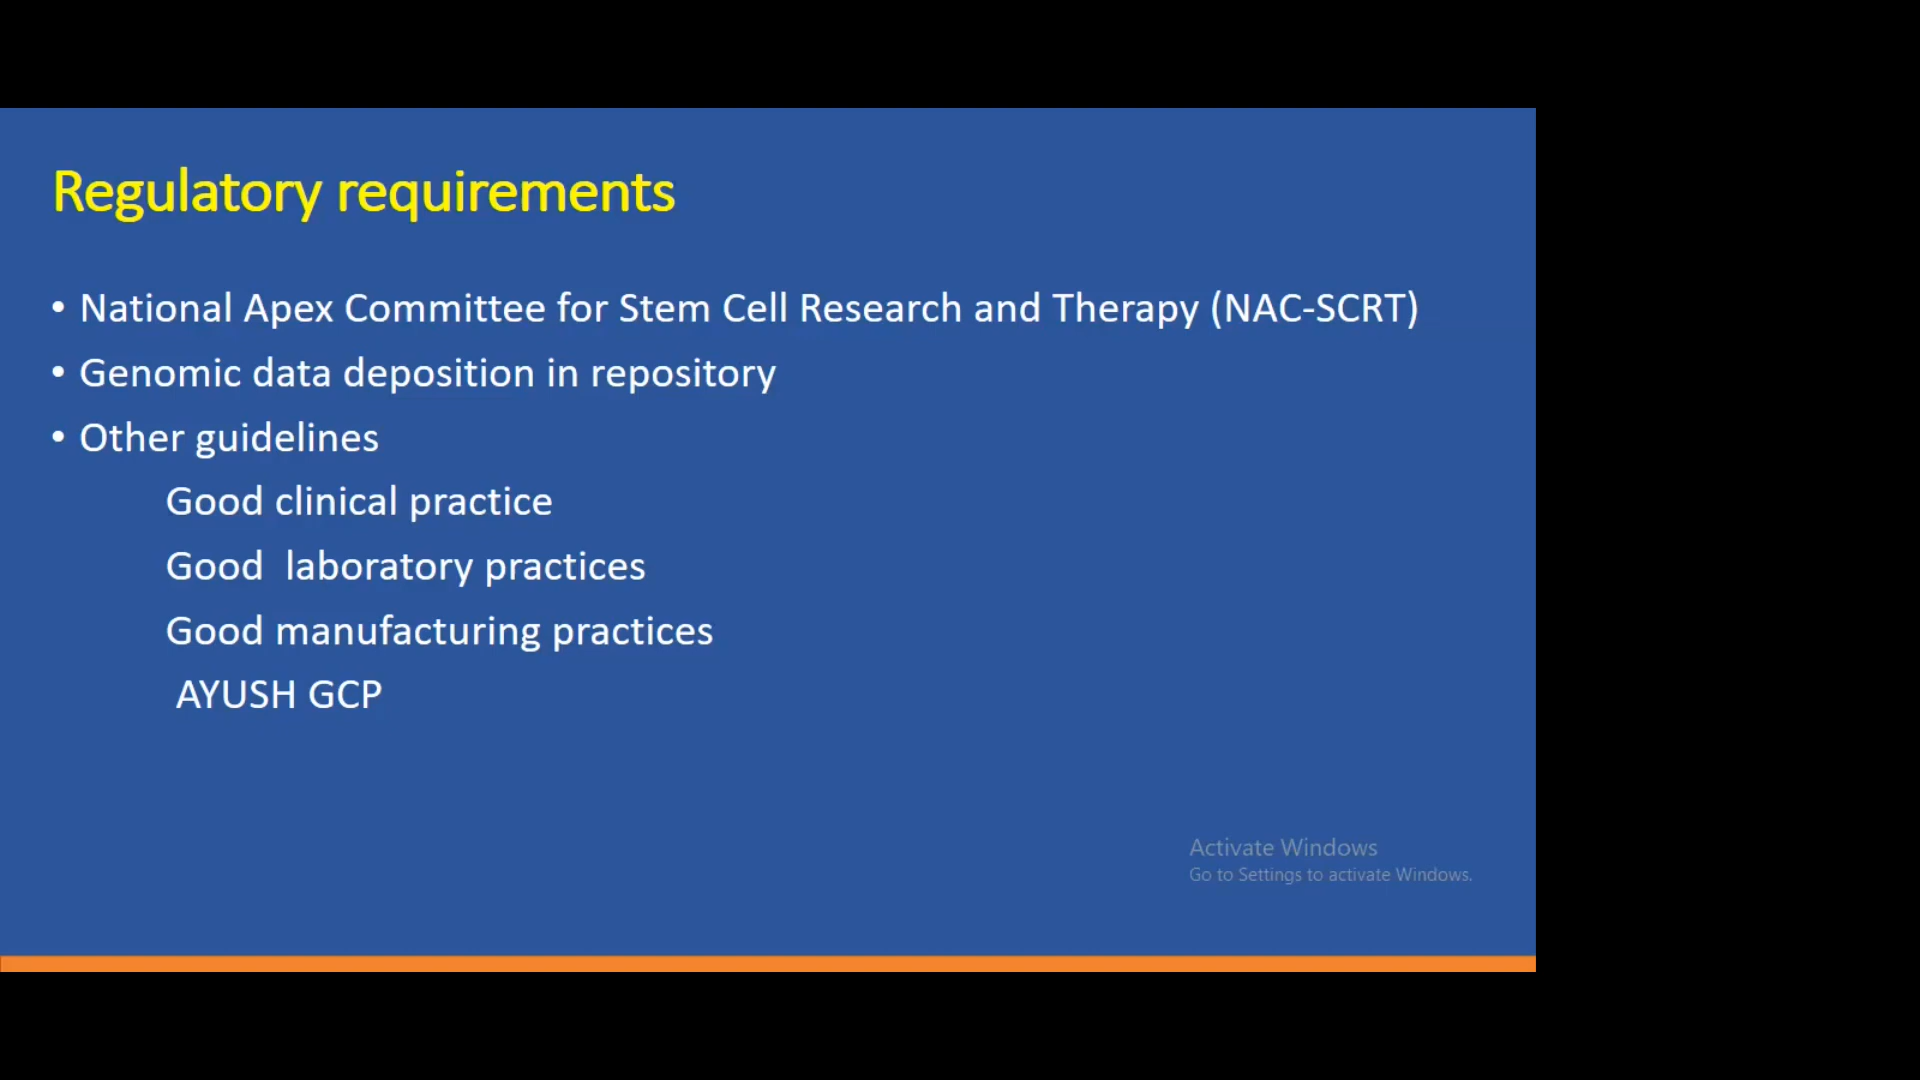 Regulatory requirements
• National Apex Committee for Stem Cell Research and Therapy (NAC-SCRT)
• Genomic data deposition in repository
• Other guidelines
Good clinical practice
Good  laboratory practices
Good manufacturing practices
AYUSH GCP
Activate Windows
Go to Settings to activate Windows.